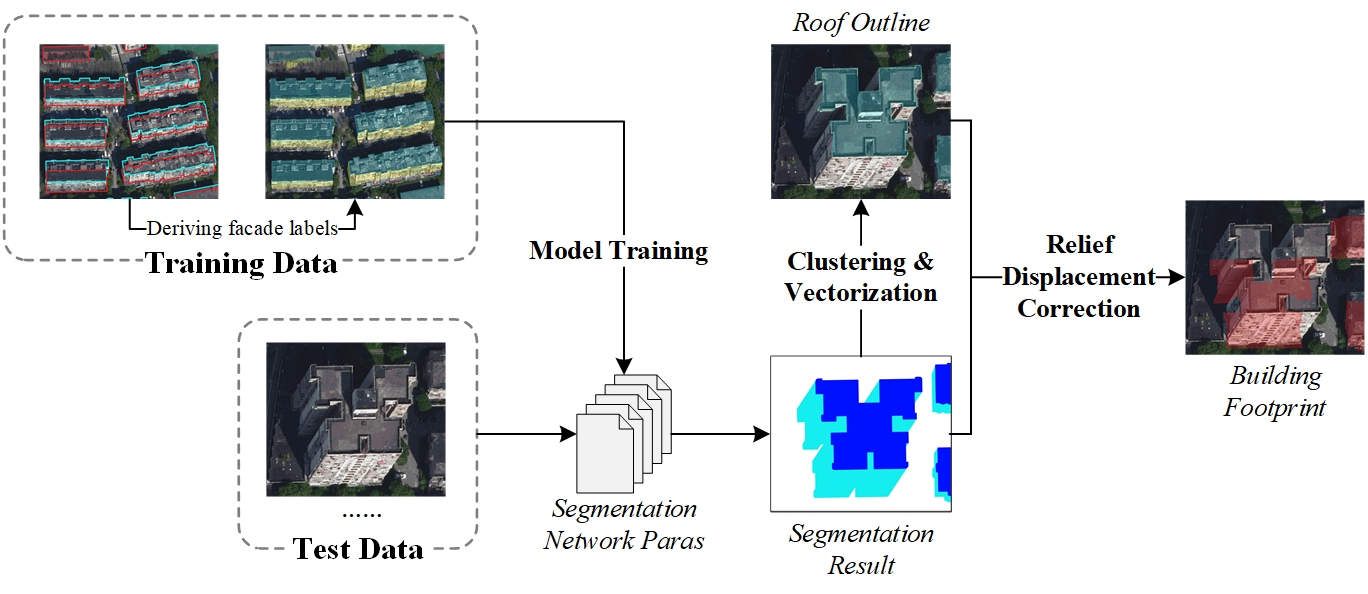 Deriving facade labels
Training Data
Model Training
……
Test Data
Segmentation
Network Paras
Roof Outline
Clustering &
Vectorization
Segmentation
Result
Relief
Displacement
Correction
Building
Footprint